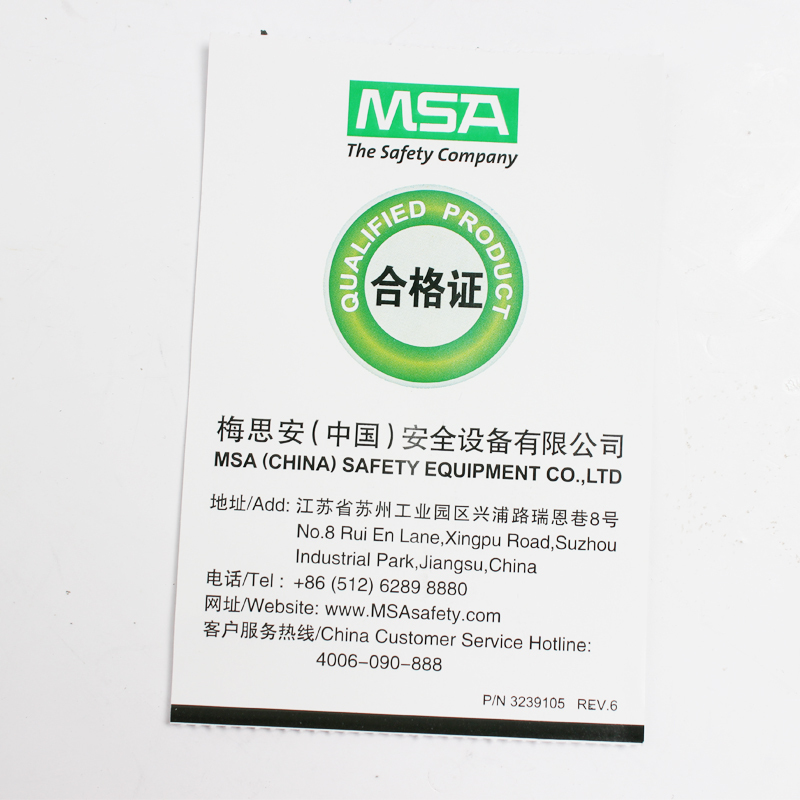 MSA
The Safety Company
QUALIFIED PRODUCT
合格证
梅思安(中国)安全设备有限公司
MSA (CHINA) SAFETY EQUIPMENT CO.,LTD
地址/Add: 江苏省苏州工业园区兴浦路瑞恩巷8号
No.8 Rui En Lane,Xingpu Road,Suzhou
Industrial Park,Jiangsu,China
电话/Tel : +86 (512) 6289 8880
网址/Website: www.MSAsafety.com
客户服务热线/China Customer Service Hotline:
4006-090-888
P/N 3239105 REV.6